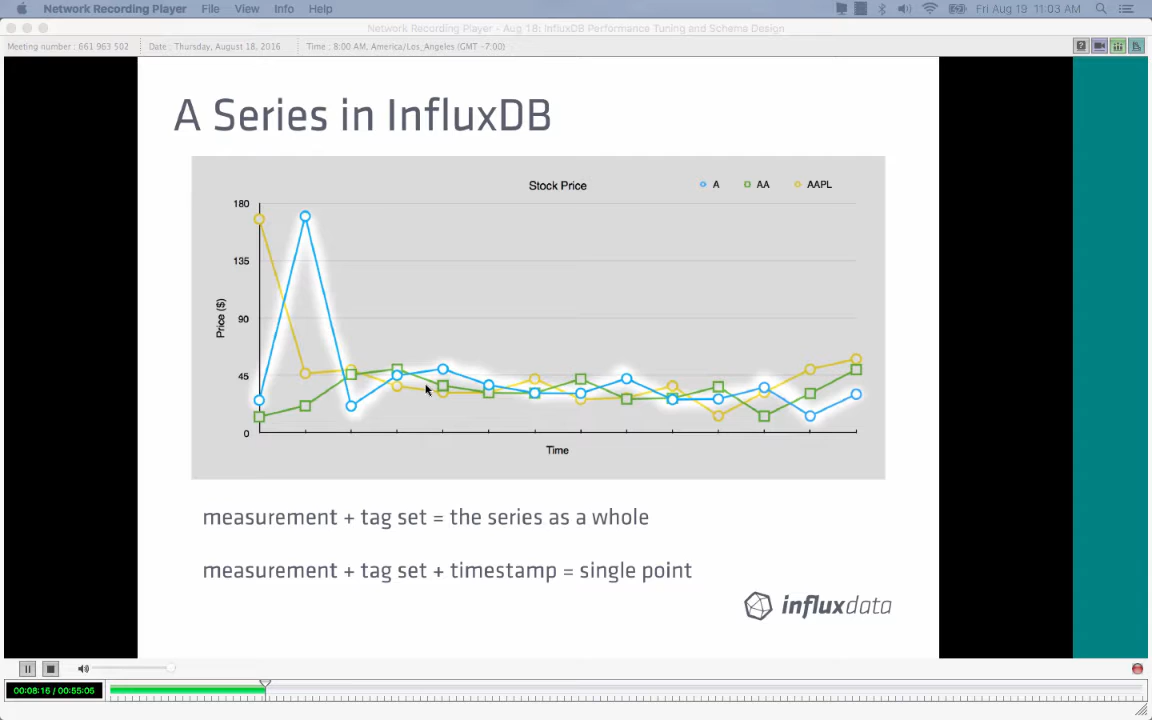 Network Recording Player File View Info Help Fri Aug 19 11:03 AM
Network Recording Player - Aug 18: InfluxDB Performance Tuning and Schema Design
Meeting number : 661 963 502 Date : Thursday, August 18, 2016 Time : 8:00 AM, America/Los_Angeles (GMT -7:00)
A Series in InfluxDB
Stock Price
A AA AAPL
180
135
90
45
0
Price ($)
Time
measurement + tag set = the series as a whole
measurement + tag set + timestamp = single point
influxdata
00:08:16 / 00:55:05